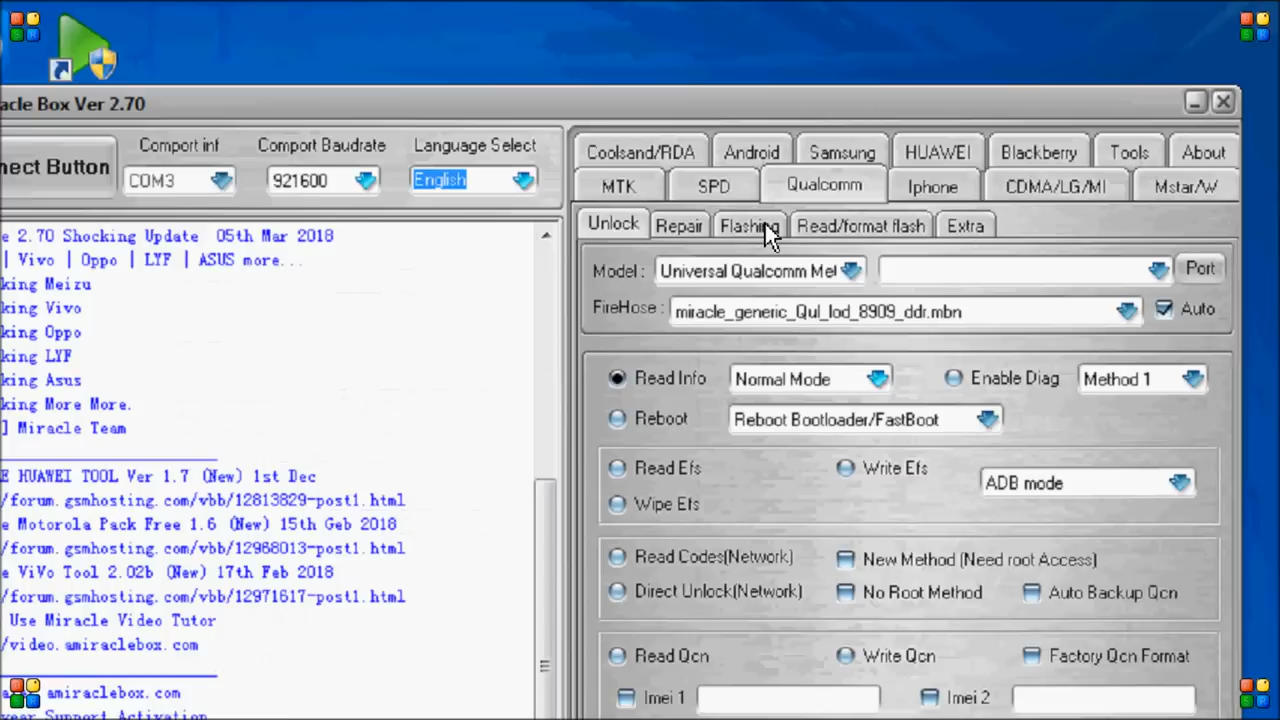 acle Box Ver 2.70
nect Button
Comport inf
Comport Baudrate
Language Select
COM3
921600
English
e 2.70 Shocking Update 05th Mar 2018
| Vivo | Oppo | LYF | ASUS more...
king Meizu
king Vivo
king Oppo
king LYF
king Asus
king More More.
] Miracle Team
E HUAWEI TOOL Ver 1.7 (New) 1st Dec
/forum.gsmhosting.com/vbb/12813829-post1.html
e Motorola Pack Free 1.6 (New) 15th Geb 2018
/forum.gsmhosting.com/vbb/12968013-post1.html
e ViVo Tool 2.02b (New) 17th Feb 2018
/forum.gsmhosting.com/vbb/12971617-post1.html
Use Miracle Video Tutor
/video.amiraclebox.com
amiraclebox.com
year Support Activation
Coolsand/RDA Android Samsung HUAWEI Blackberry Tools About
MTK SPD Qualcomm Iphone CDMA/LG/MI Mstar/W
Unlock Repair Flashing Read/format flash Extra
Model : Universal Qualcomm Met Port
FireHose : miracle_generic_Qul_lod_8909_ddr.mbn Auto
Read Info Normal Mode Enable Diag Method 1
Reboot Reboot Bootloader/FastBoot
Read Efs Write Efs ADB mode
Wipe Efs
Read Codes(Network) New Method (Need root Access)
Direct Unlock(Network) No Root Method Auto Backup Qcn
Read Qcn Write Qcn Factory Qcn Format
Imei 1 Imei 2